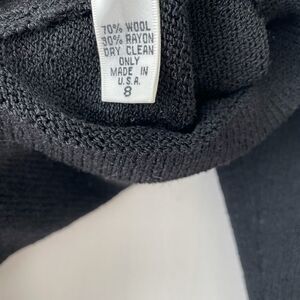 70% WOOL
30% RAYON
DRY CLEAN
ONLY
MADE IN
U.S.A.
8